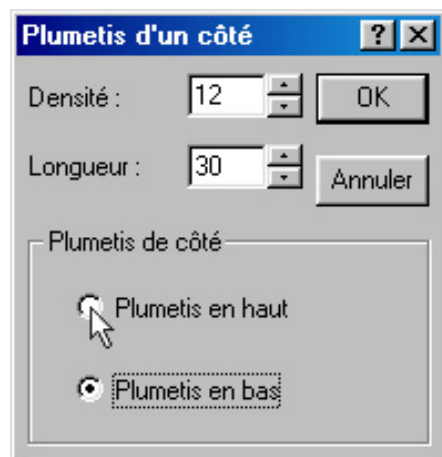 Plumetis d'un côté ? ×
Densité : 12 OK
Longueur : 30 Annuler
Plumetis de côté
Plumetis en haut
Plumetis en bas